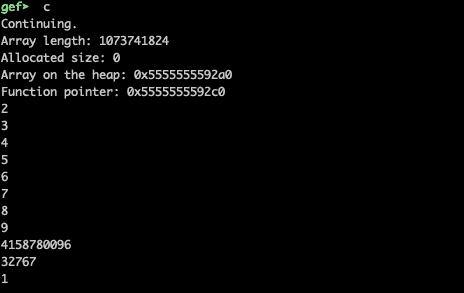 gef➤  c
Continuing.
Array length: 1073741824
Allocated size: 0
Array on the heap: 0x5555555592a0
Function pointer: 0x5555555592c0
2
3
4
5
6
7
8
9
4158780096
32767
1